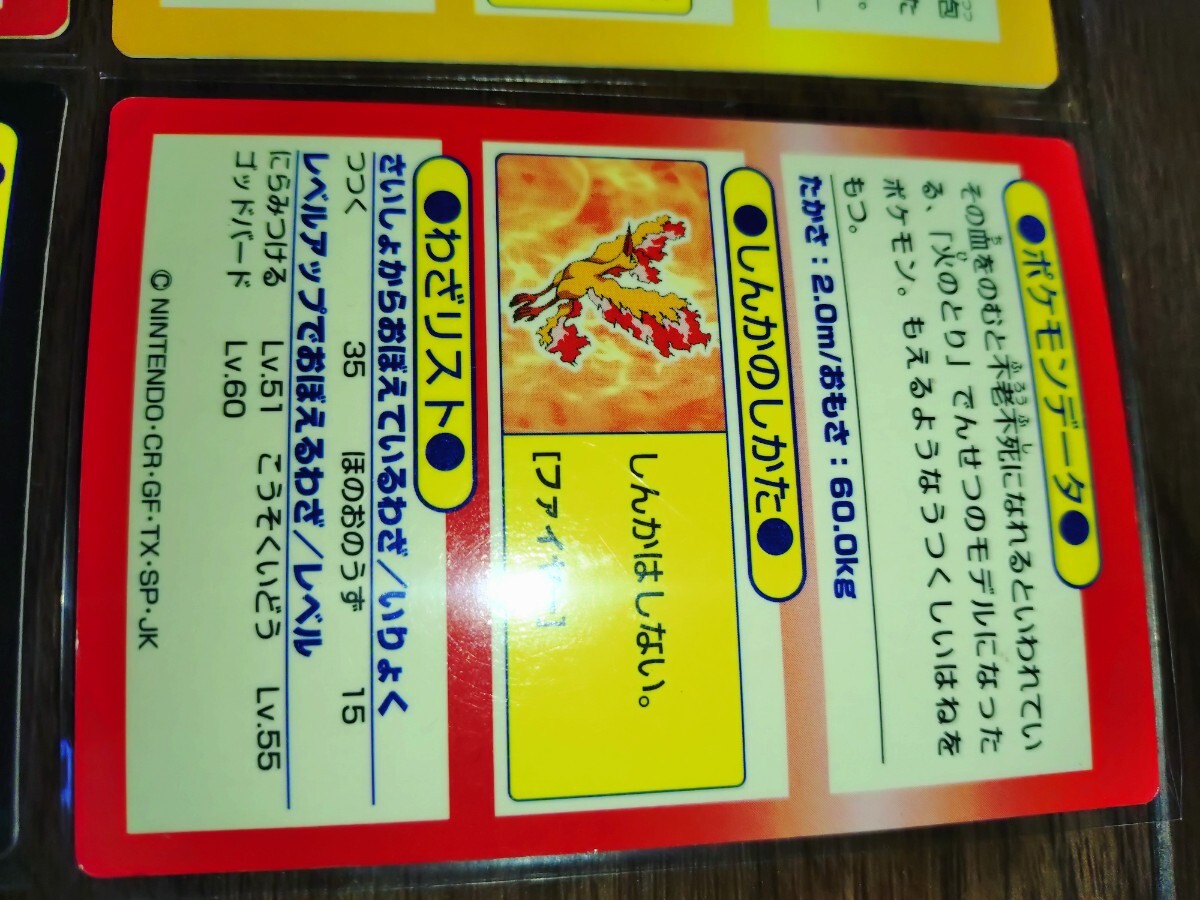 包
た
。
●ポケモンデータ●
その血をのむと不老不死になれるといわれてい
る、「火のとり」でんせつのモデルになった
ポケモン。もえるようなうつくしいはねを
もつ。
たかさ：2.0m/おもさ：60.0kg
●しんかのしかた●
しんかはしない。
●わざリスト●
さいしょからおぼえているわざ／いりょく
つつく 35 ほのおのうず 15
レベルアップでおぼえるわざ／レベル
にらみつける Lv.51 こうそくいどう Lv.55
ゴッドバード Lv.60
©NINTENDO･CR･GF･TX･SP･JK